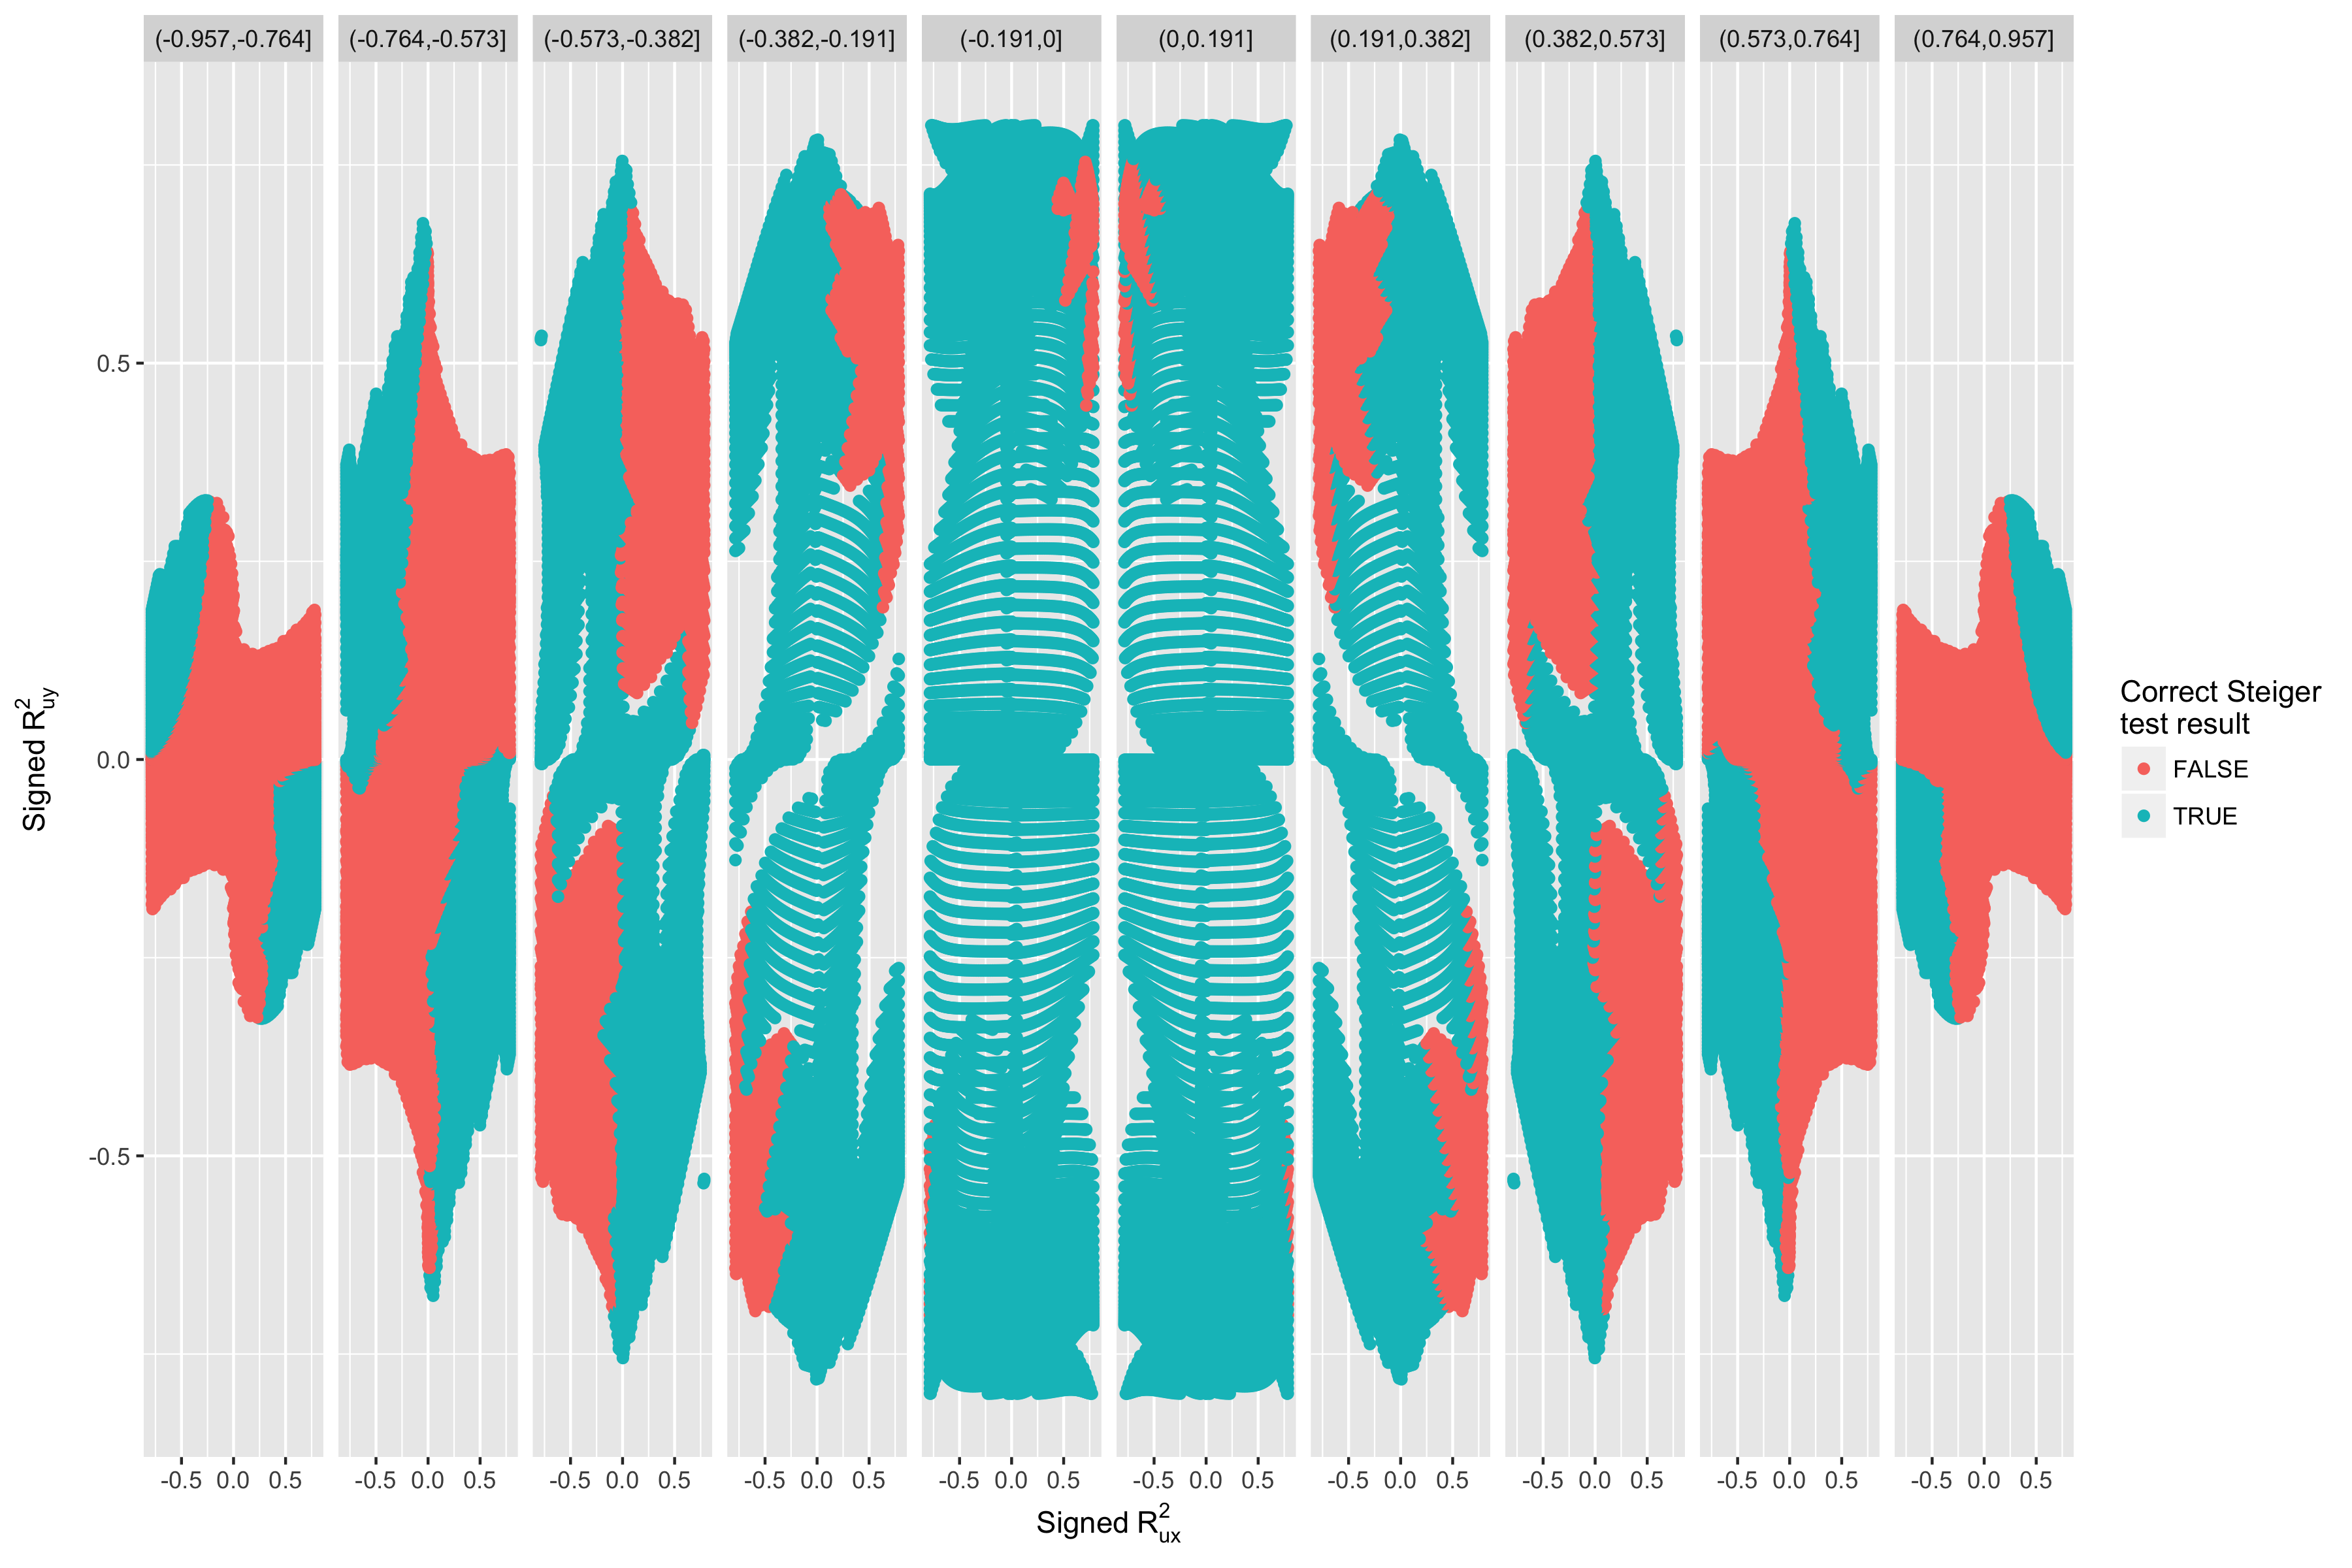 (-0.957,-0.764] (-0.764,-0.573] (-0.573,-0.382] (-0.382,-0.191] (-0.191,0] (0,0.191] (0.191,0.382] (0.382,0.573] (0.573,0.764] (0.764,0.957]
0.5
0.0
-0.5
Signed R²uy
-0.5 0.0 0.5 -0.5 0.0 0.5 -0.5 0.0 0.5 -0.5 0.0 0.5 -0.5 0.0 0.5 -0.5 0.0 0.5 -0.5 0.0 0.5 -0.5 0.0 0.5 -0.5 0.0 0.5 -0.5 0.0 0.5
Signed R²ux
Correct Steiger
test result
FALSE
TRUE